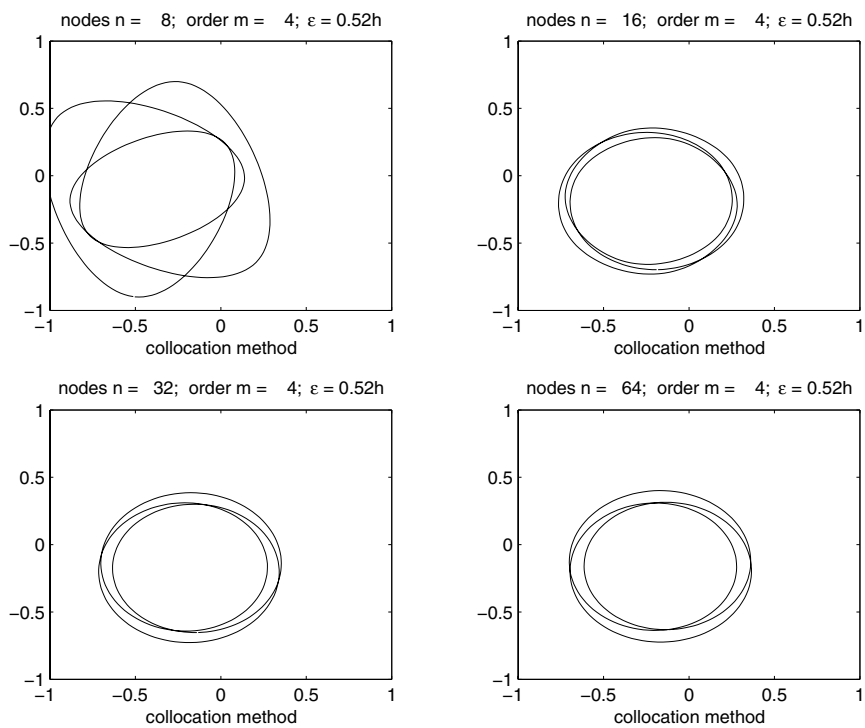 nodes n = 8; order m = 4; ε = 0.52h
1
0.5
0
−0.5
−1
−1 −0.5 0 0.5 1
collocation method
nodes n = 16; order m = 4; ε = 0.52h
1
0.5
0
−0.5
−1
−1 −0.5 0 0.5 1
collocation method
nodes n = 32; order m = 4; ε = 0.52h
1
0.5
0
−0.5
−1
−1 −0.5 0 0.5 1
collocation method
nodes n = 64; order m = 4; ε = 0.52h
1
0.5
0
−0.5
−1
−1 −0.5 0 0.5 1
collocation method